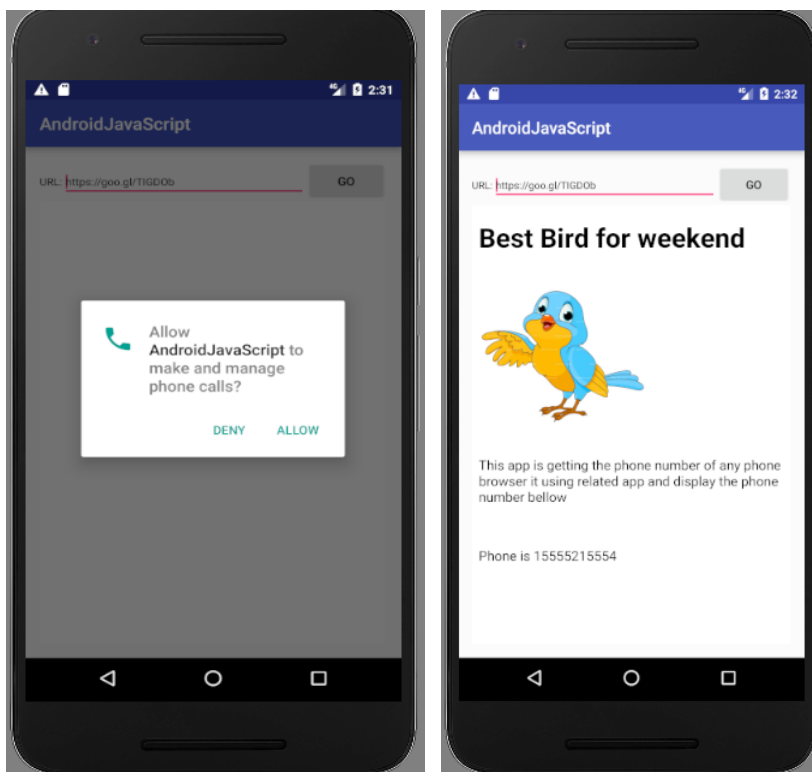 2:31
AndroidJavaScript
URL: https://goo.gl/TIGDOb GO
Allow
AndroidJavaScript to
make and manage
phone calls?
DENY ALLOW
2:32
AndroidJavaScript
URL: https://goo.gl/TIGDOb GO
Best Bird for weekend
This app is getting the phone number of any phone
browser it using related app and display the phone
number bellow
Phone is 15555215554